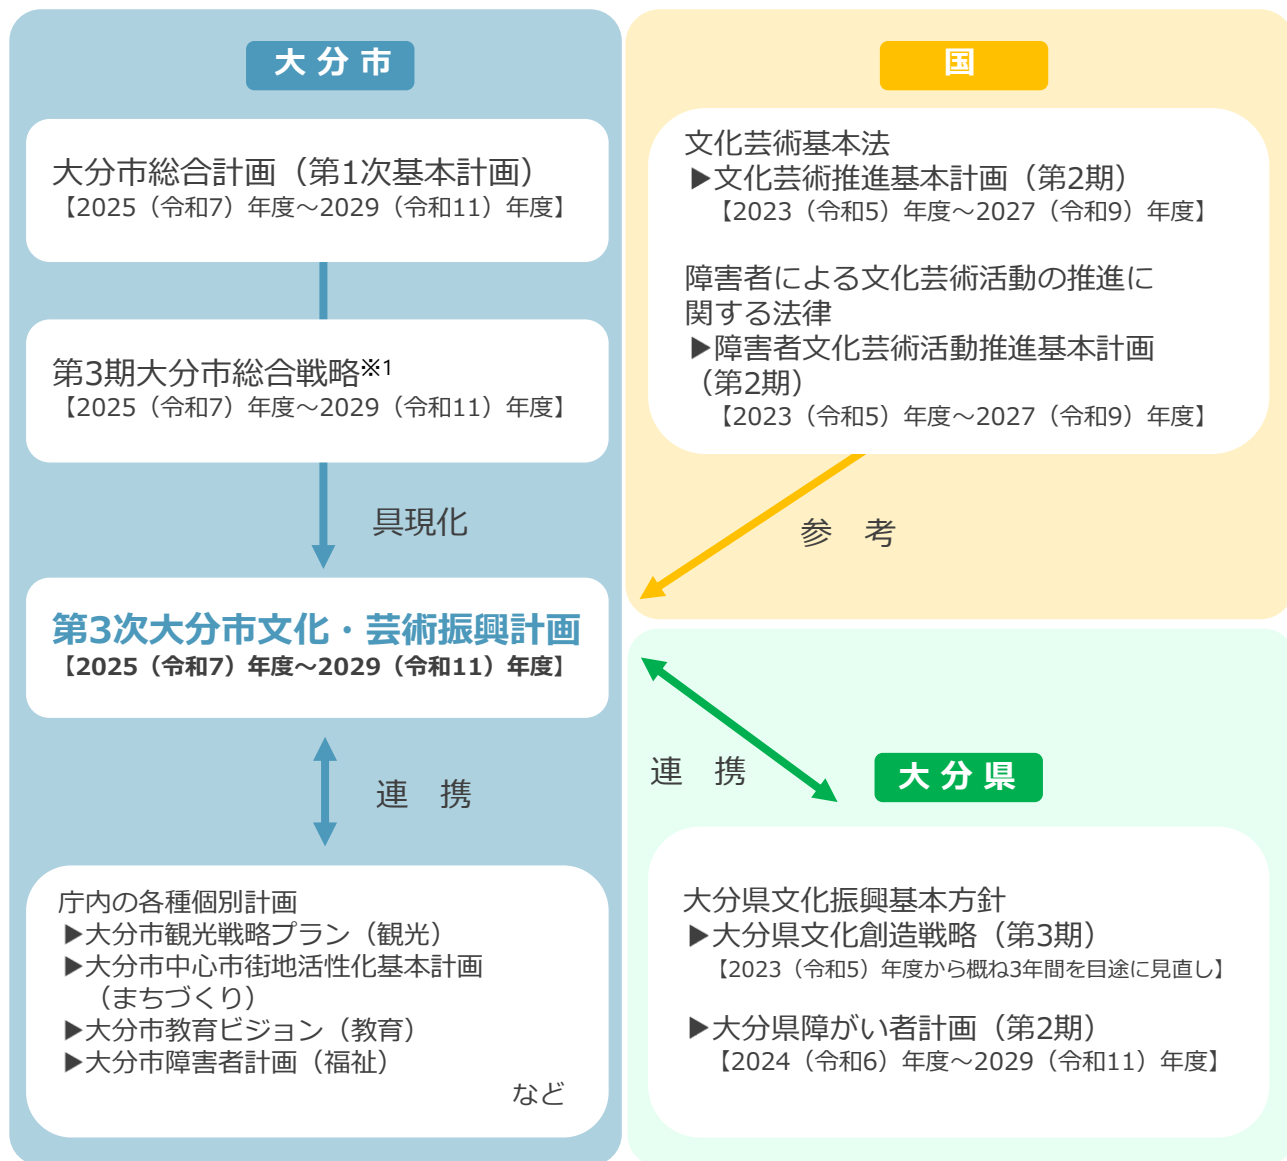 大分市
大分市総合計画（第1次基本計画）
【2025（令和7）年度～2029（令和11）年度】
第3期大分市総合戦略※1
【2025（令和7）年度～2029（令和11）年度】
具現化
第3次大分市文化・芸術振興計画
【2025（令和7）年度～2029（令和11）年度】
連　携
庁内の各種個別計画
▶大分市観光戦略プラン（観光）
▶大分市中心市街地活性化基本計画
（まちづくり）
▶大分市教育ビジョン（教育）
▶大分市障害者計画（福祉）
など
国
文化芸術基本法
▶文化芸術推進基本計画（第2期）
【2023（令和5）年度～2027（令和9）年度】
障害者による文化芸術活動の推進に
関する法律
▶障害者文化芸術活動推進基本計画
（第2期）
【2023（令和5）年度～2027（令和9）年度】
参　考
連　携
大分県
大分県文化振興基本方針
▶大分県文化創造戦略（第3期）
【2023（令和5）年度から概ね3年間を目途に見直し】
▶大分県障がい者計画（第2期）
【2024（令和6）年度～2029（令和11）年度】